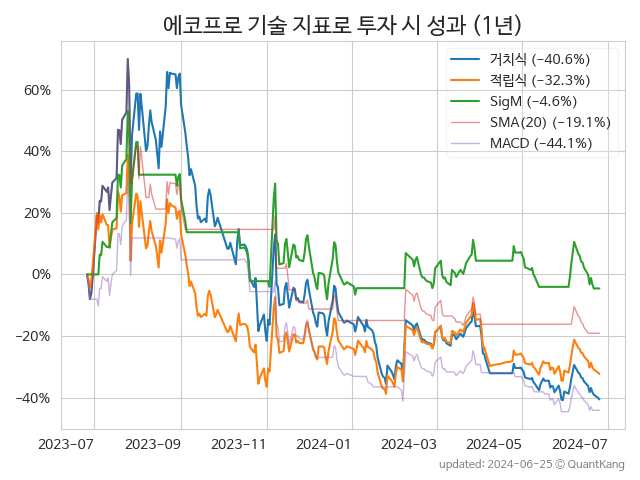 에코프로 기술 지표로 투자 시 성과 (1년)
거치식 (−40.6%)
적립식 (−32.3%)
SigM (−4.6%)
SMA(20) (−19.1%)
MACD (−44.1%)
60%
40%
20%
0%
−20%
−40%
2023-07 2023-09 2023-11 2024-01 2024-03 2024-05 2024-07
updated: 2024-06-25 © QuantKang